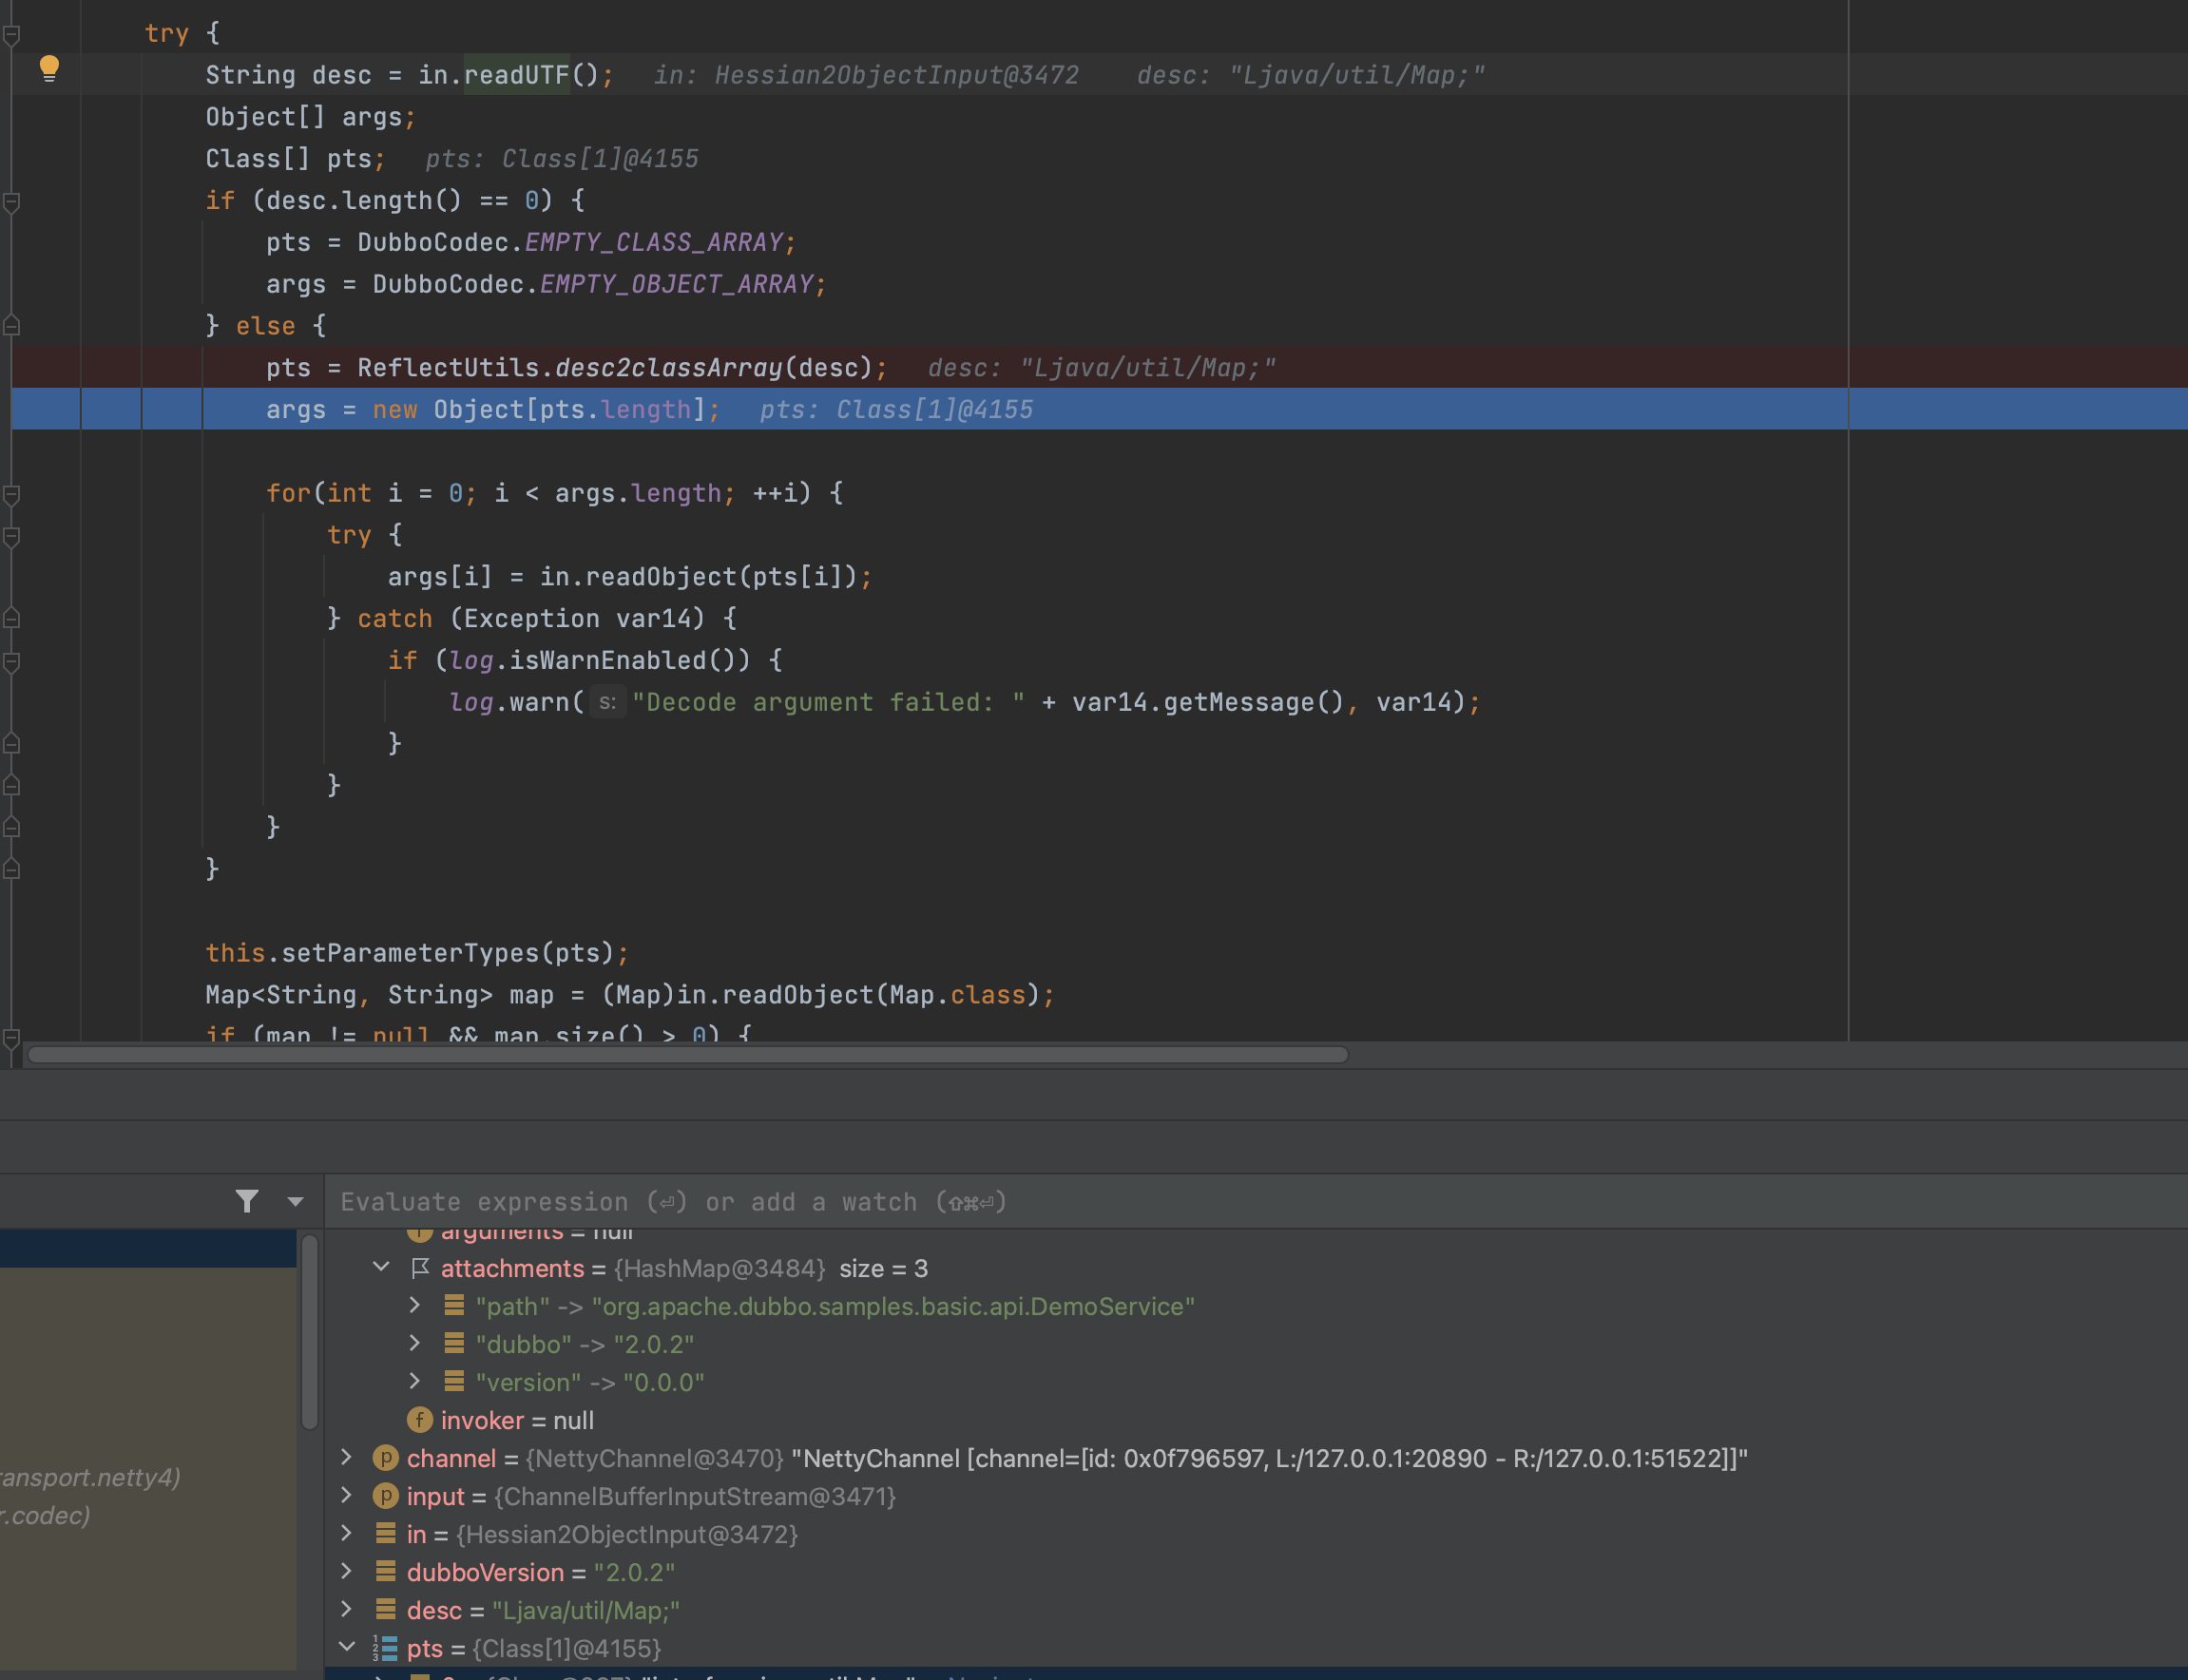 try {
String desc = in.readUTF();   in: Hessian2ObjectInput@3472    desc: "Ljava/util/Map;"
Object[] args;
Class[] pts;   pts: Class[1]@4155
if (desc.length() == 0) {
pts = DubboCodec.EMPTY_CLASS_ARRAY;
args = DubboCodec.EMPTY_OBJECT_ARRAY;
} else {
pts = ReflectUtils.desc2classArray(desc);   desc: "Ljava/util/Map;"
args = new Object[pts.length];   pts: Class[1]@4155
for(int i = 0; i < args.length; ++i) {
try {
args[i] = in.readObject(pts[i]);
} catch (Exception var14) {
if (log.isWarnEnabled()) {
log.warn( s: "Decode argument failed: " + var14.getMessage(), var14);
}
}
}
}
this.setParameterTypes(pts);
Map<String, String> map = (Map)in.readObject(Map.class);
if (map != null && map.size() > 0) {
Evaluate expression (⏎) or add a watch (⇧⌘⏎)
arguments = null
attachments = {HashMap@3484} size = 3
"path" -> "org.apache.dubbo.samples.basic.api.DemoService"
"dubbo" -> "2.0.2"
"version" -> "0.0.0"
f invoker = null
p channel = {NettyChannel@3470} "NettyChannel [channel=[id: 0x0f796597, L:/127.0.0.1:20890 - R:/127.0.0.1:51522]]"
ansport.netty4)
p input = {ChannelBufferInputStream@3471}
r.codec)
in = {Hessian2ObjectInput@3472}
dubboVersion = "2.0.2"
desc = "Ljava/util/Map;"
pts = {Class[1]@4155}